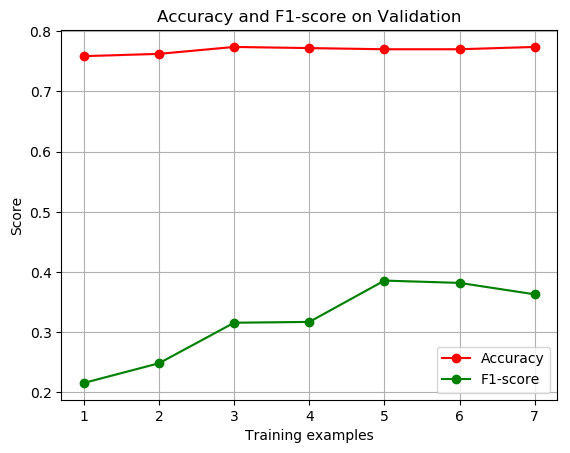 Accuracy and F1-score on Validation
0.8
0.7
0.6
0.5
0.4
0.3
0.2
Score
Accuracy
F1-score
1 2 3 4 5 6 7
Training examples